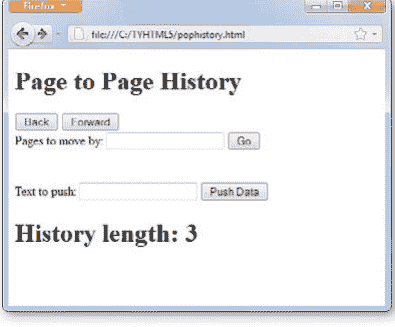 Firefox
file:///C:/TYHTML5/pophistory.html
Page to Page History
Back Forward
Pages to move by: Go
Text to push: Push Data
History length: 3